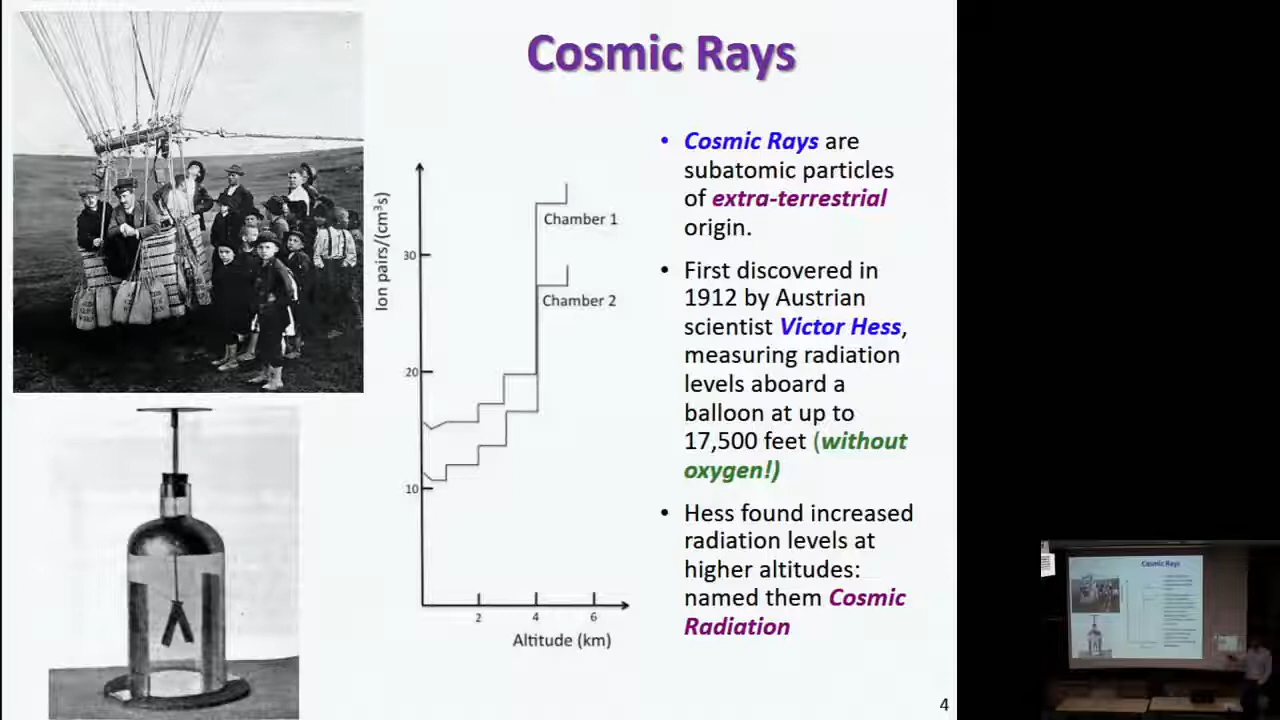 Cosmic Rays
• Cosmic Rays are
subatomic particles
of extra-terrestrial
origin.
• First discovered in
1912 by Austrian
scientist Victor Hess,
measuring radiation
levels aboard a
balloon at up to
17,500 feet (without
oxygen!)
• Hess found increased
radiation levels at
higher altitudes:
named them Cosmic
Radiation
Ion pairs/(cm³s)
30
20
10
Chamber 1
Chamber 2
2 4 6
Altitude (km)
4
Cosmic Rays